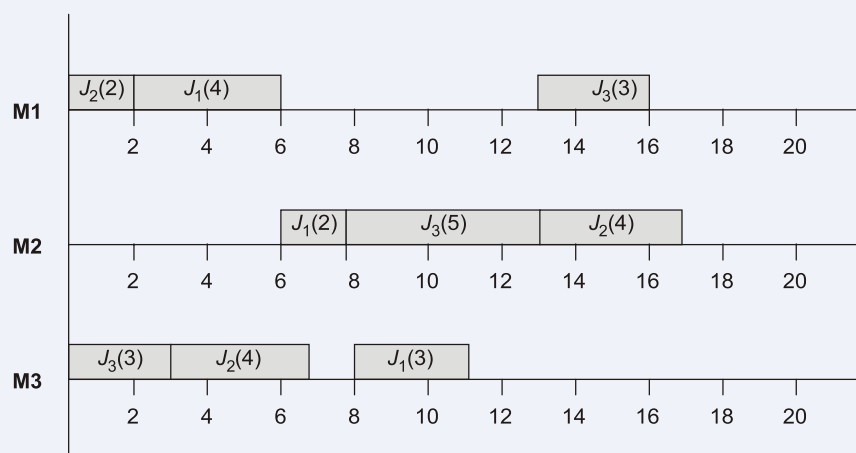 J2(2) J1(4) J3(3)
M1
2 4 6 8 10 12 14 16 18 20
J1(2) J3(5) J2(4)
M2
2 4 6 8 10 12 14 16 18 20
J3(3) J2(4) J1(3)
M3
2 4 6 8 10 12 14 16 18 20